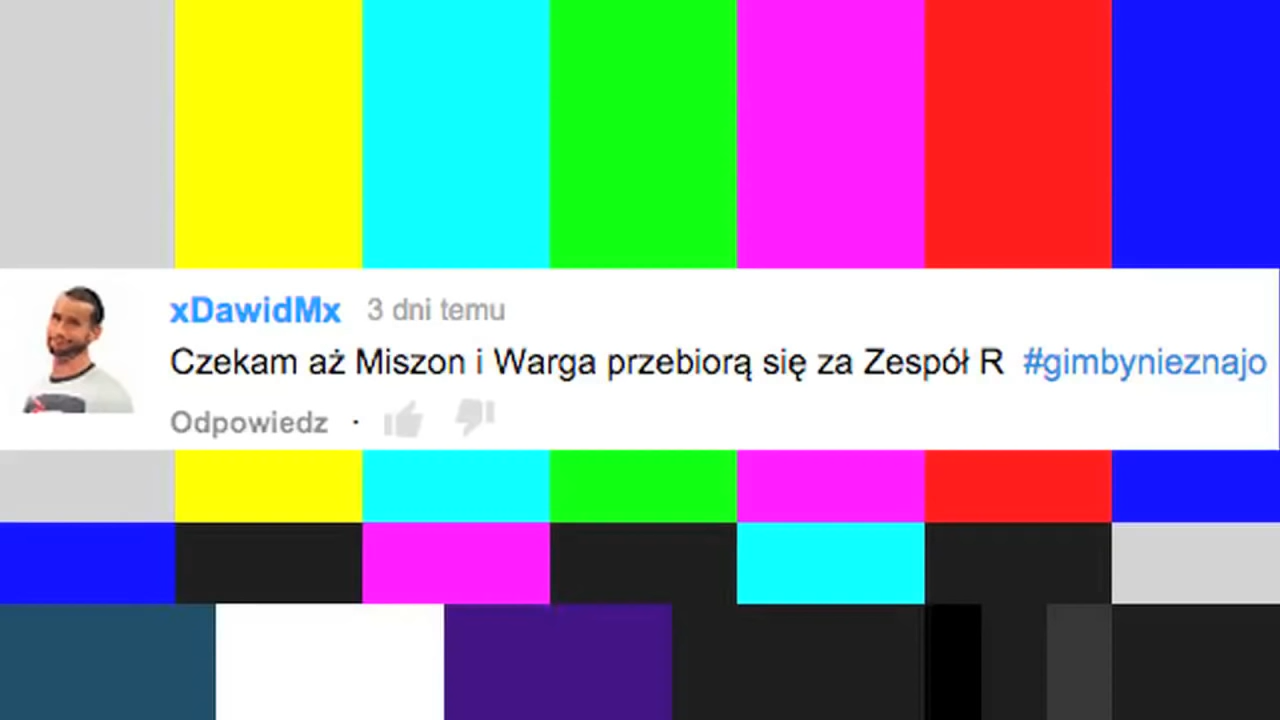 xDawidMx 3 dni temu
Czekam aż Miszon i Warga przebiorą się za Zespół R #gimbynieznajo
Odpowiedz ·